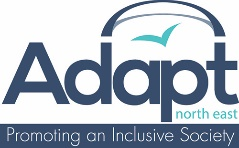 Adapt
north east
Promoting an Inclusive Society